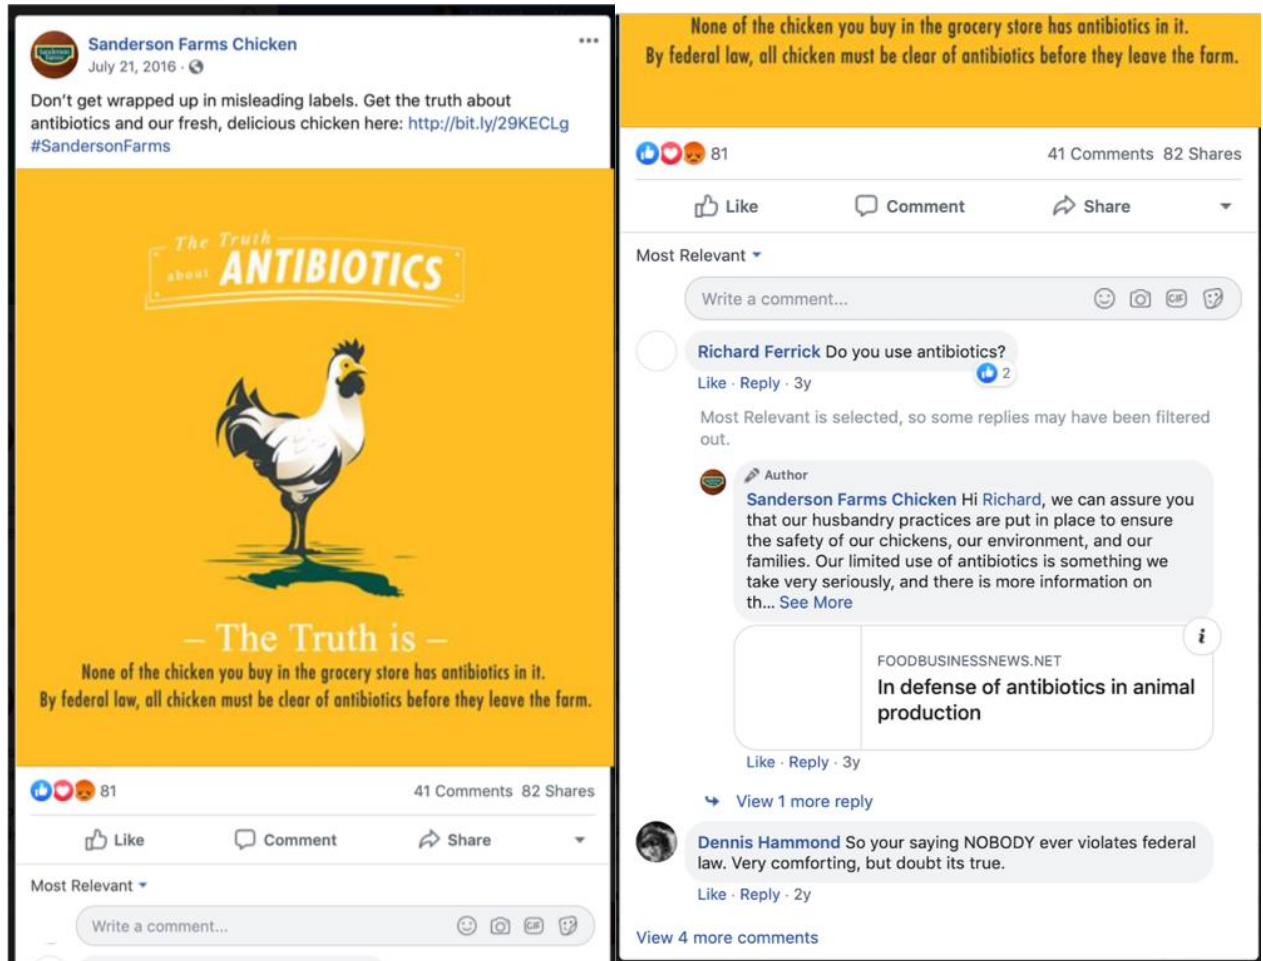 Sanderson Farms Chicken
July 21, 2016 ·
Don't get wrapped up in misleading labels. Get the truth about
antibiotics and our fresh, delicious chicken here: http://bit.ly/29KECLg
#SandersonFarms
The Truth
about ANTIBIOTICS
– The Truth is –
None of the chicken you buy in the grocery store has antibiotics in it.
By federal law, all chicken must be clear of antibiotics before they leave the farm.
81
41 Comments 82 Shares
Like Comment Share
Most Relevant
Write a comment...
GIF
None of the chicken you buy in the grocery store has antibiotics in it.
By federal law, all chicken must be clear of antibiotics before they leave the farm.
81
41 Comments 82 Shares
Like Comment Share
Most Relevant
Write a comment...
GIF
Richard Ferrick Do you use antibiotics?
2
Like · Reply · 3y
Most Relevant is selected, so some replies may have been filtered
out.
Author
Sanderson Farms Chicken Hi Richard, we can assure you
that our husbandry practices are put in place to ensure
the safety of our chickens, our environment, and our
families. Our limited use of antibiotics is something we
take very seriously, and there is more information on
th... See More
FOODBUSINESSNEWS.NET
In defense of antibiotics in animal
production
Like · Reply · 3y
View 1 more reply
Dennis Hammond So your saying NOBODY ever violates federal
law. Very comforting, but doubt its true.
Like · Reply · 2y
View 4 more comments